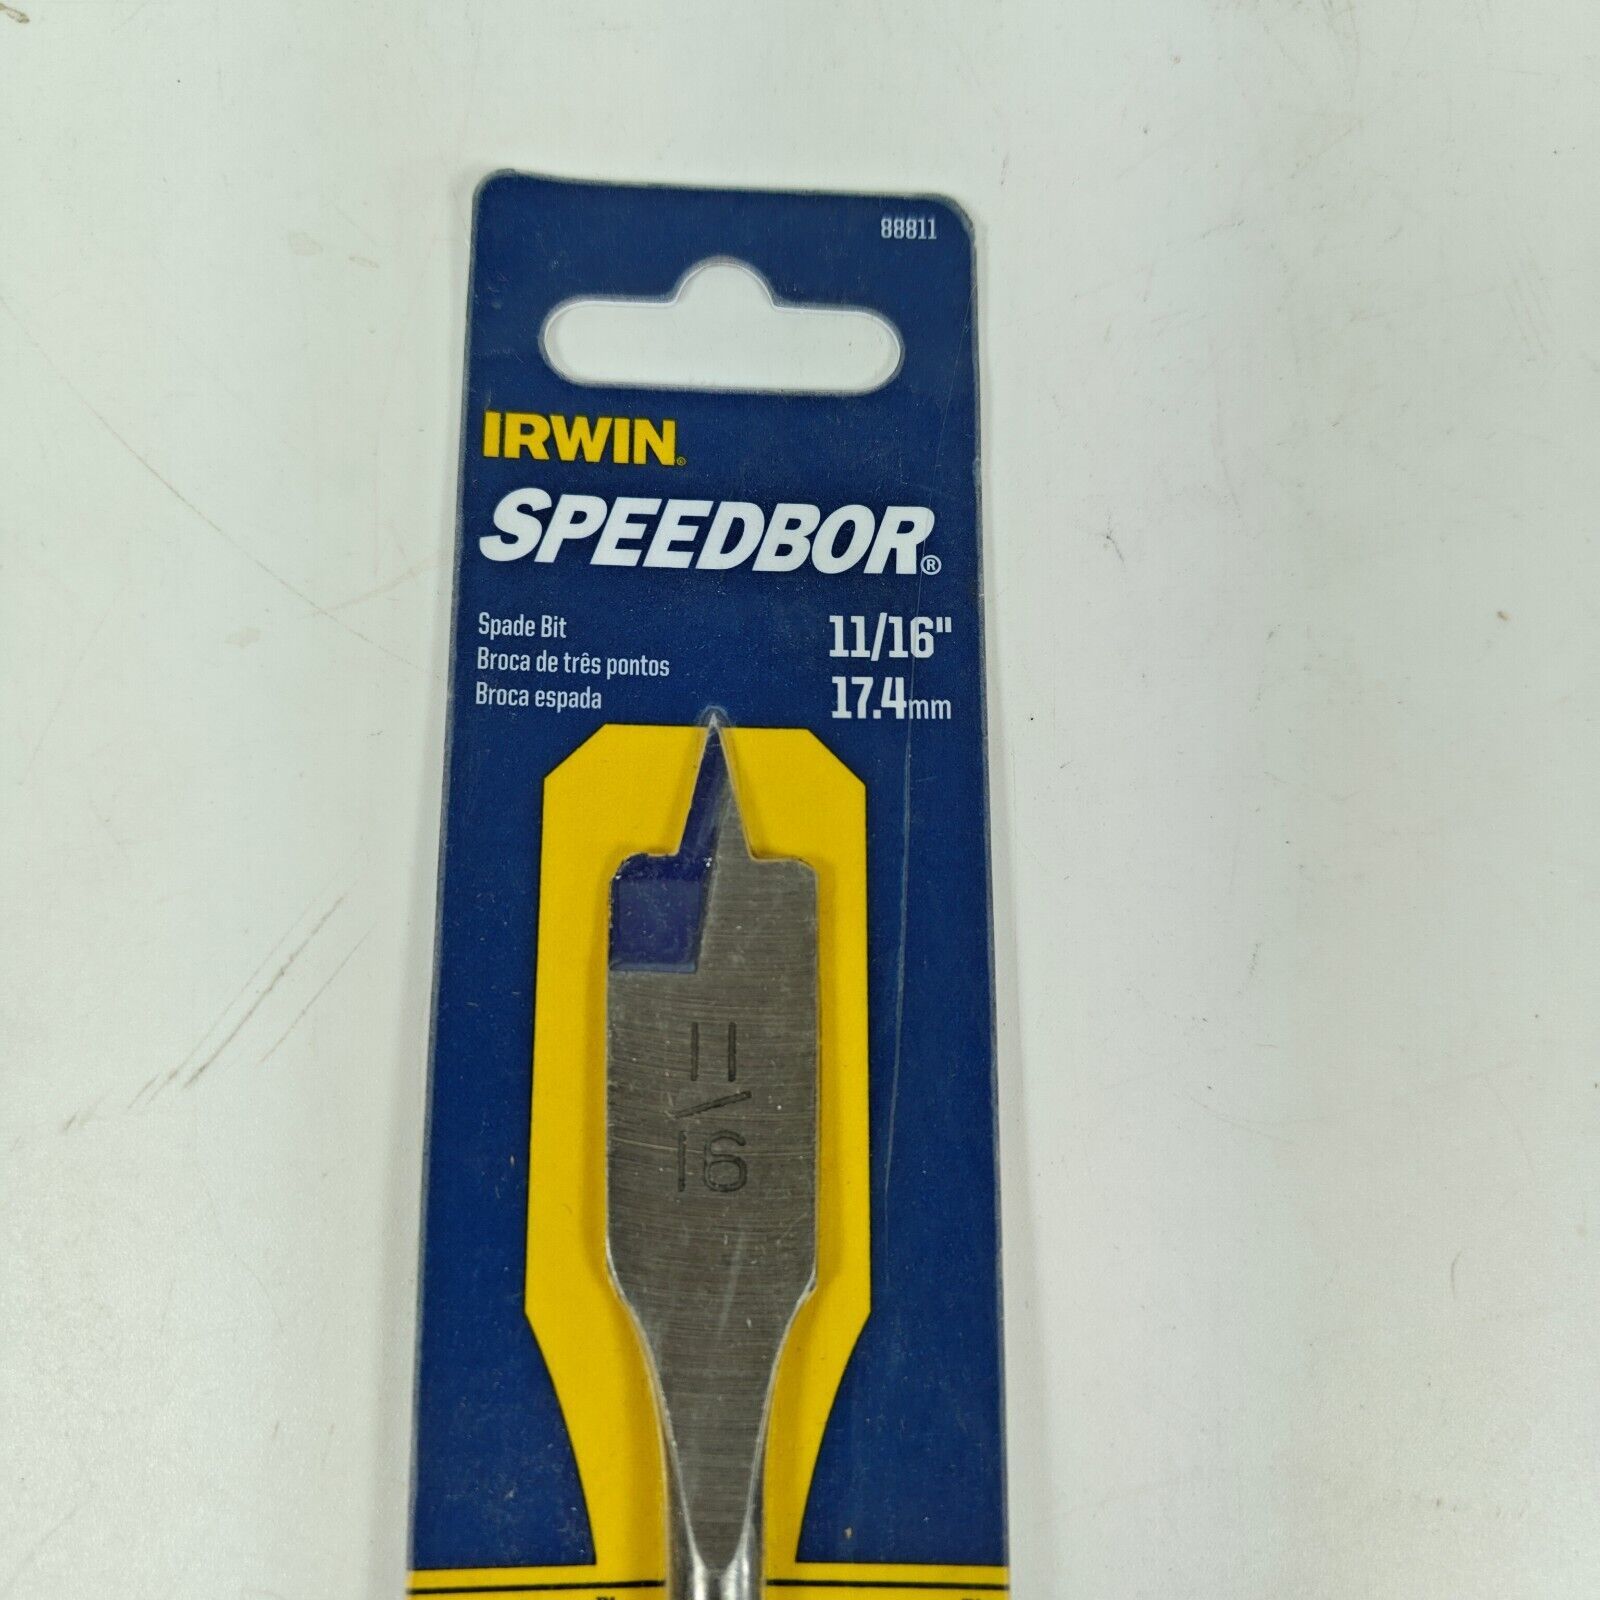 88811
IRWIN®
SPEEDBOR®
Spade Bit
Broca de três pontos
Broca espada
11/16"
17.4mm
11
/
16